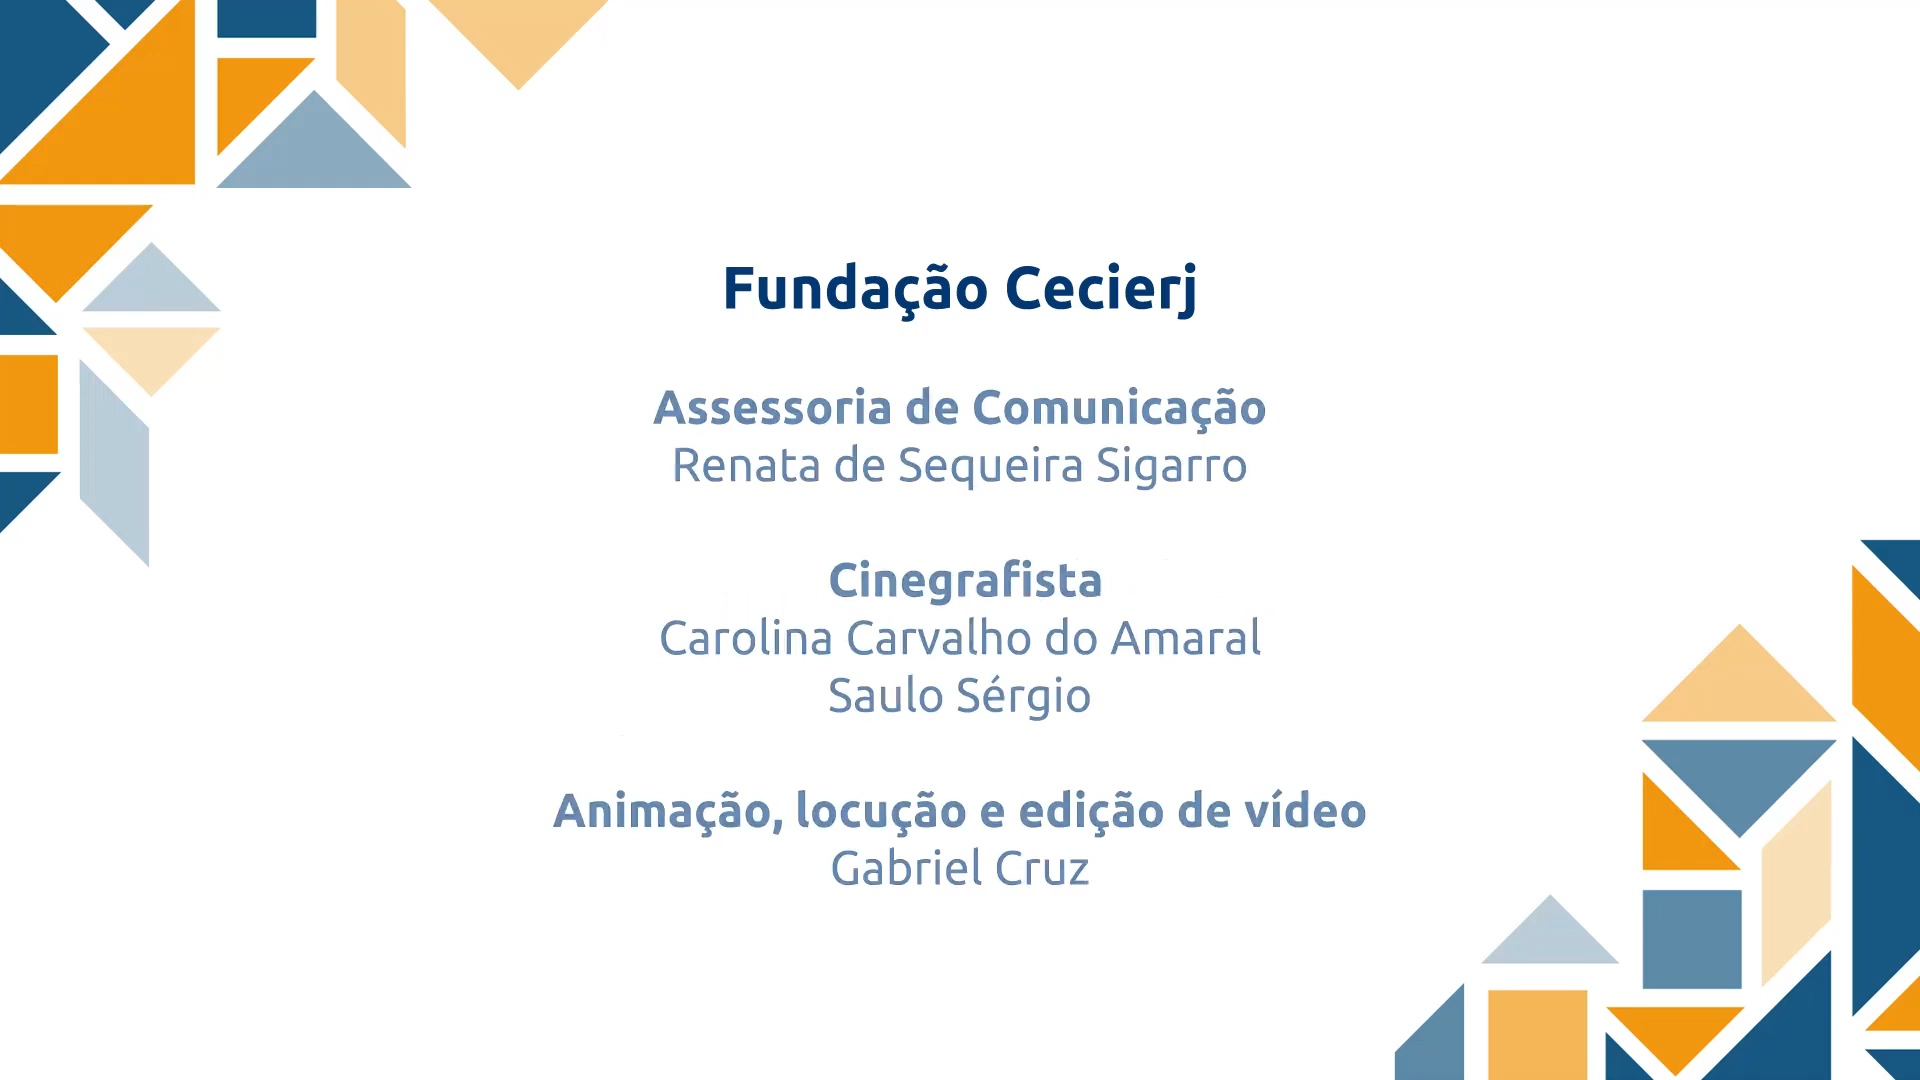 Fundação Cecierj
Assessoria de Comunicação
Renata de Sequeira Sigarro
Cinegrafista
Carolina Carvalho do Amaral
Saulo Sérgio
Animação, locução e edição de vídeo
Gabriel Cruz